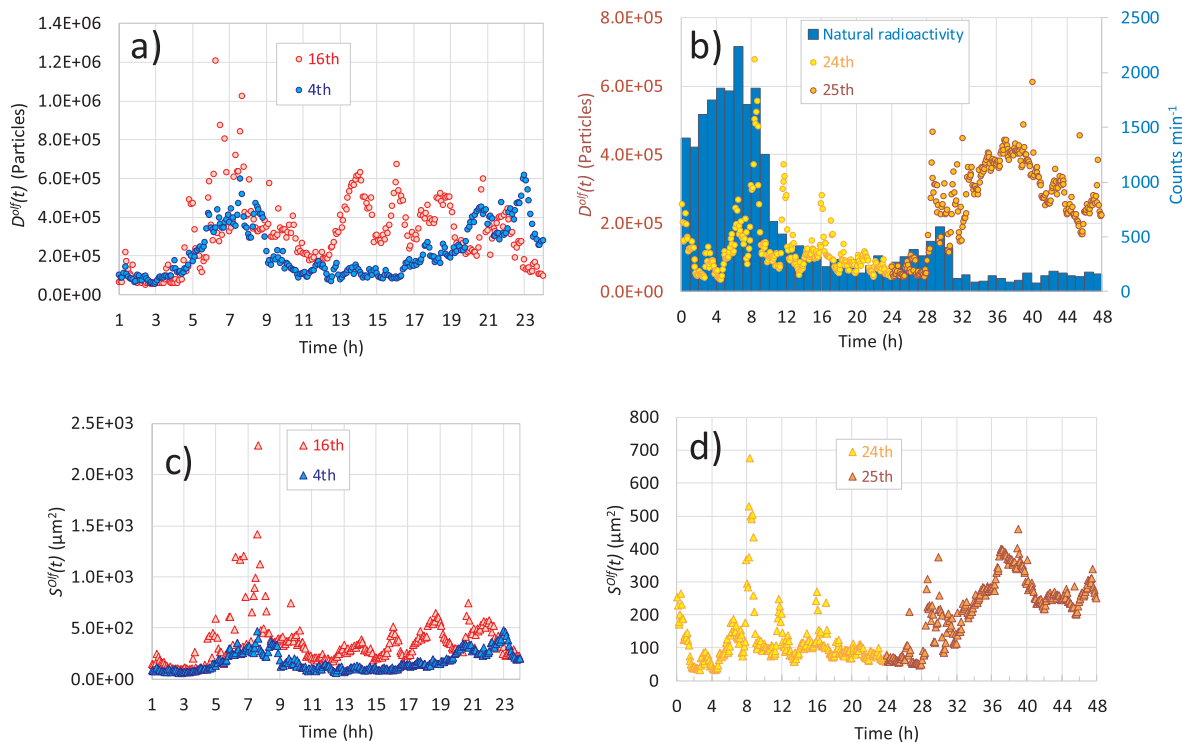 a)
1.4E+06
1.2E+06
1.0E+06
8.0E+05
6.0E+05
4.0E+05
2.0E+05
0.0E+00
D^olf(t) (Particles)
16th
4th
1 3 5 7 9 11 13 15 17 19 21 23
Time (h)
b)
8.0E+05
6.0E+05
4.0E+05
2.0E+05
0.0E+00
D^olf(t) (Particles)
Natural radioactivity
24th
25th
2500
2000
1500
1000
500
0
Counts min^-1
0 4 8 12 16 20 24 28 32 36 40 44 48
Time (h)
c)
2.5E+03
2.0E+03
1.5E+03
1.0E+03
5.0E+02
0.0E+00
S^Olf(t) (µm²)
16th
4th
1 3 5 7 9 11 13 15 17 19 21 23
Time (hh)
d)
800
700
600
500
400
300
200
100
0
S^Olf(t) (µm²)
24th
25th
0 4 8 12 16 20 24 28 32 36 40 44 48
Time (h)